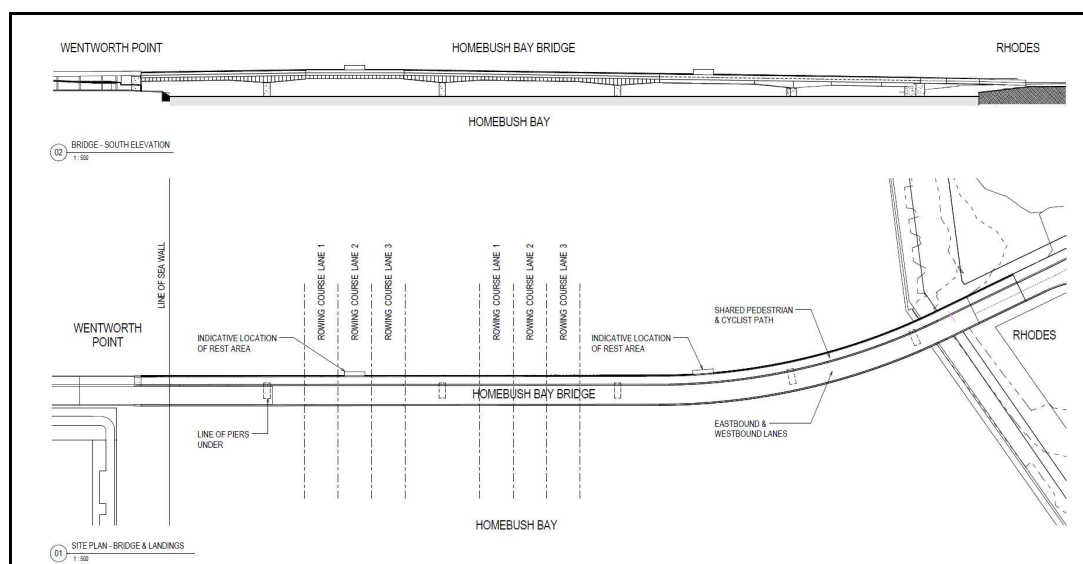 WENTWORTH POINT
HOMEBUSH BAY BRIDGE
RHODES
HOMEBUSH BAY
02 BRIDGE - SOUTH ELEVATION
1 : 500
LINE OF SEA WALL
ROWING COURSE LANE 1
ROWING COURSE LANE 2
ROWING COURSE LANE 3
ROWING COURSE LANE 1
ROWING COURSE LANE 2
ROWING COURSE LANE 3
WENTWORTH
POINT
INDICATIVE LOCATION
OF REST AREA
INDICATIVE LOCATION
OF REST AREA
SHARED PEDESTRIAN
& CYCLIST PATH
RHODES
HOMEBUSH BAY BRIDGE
LINE OF PIERS
UNDER
EASTBOUND &
WESTBOUND LANES
HOMEBUSH BAY
01 SITE PLAN - BRIDGE & LANDINGS
1 : 500